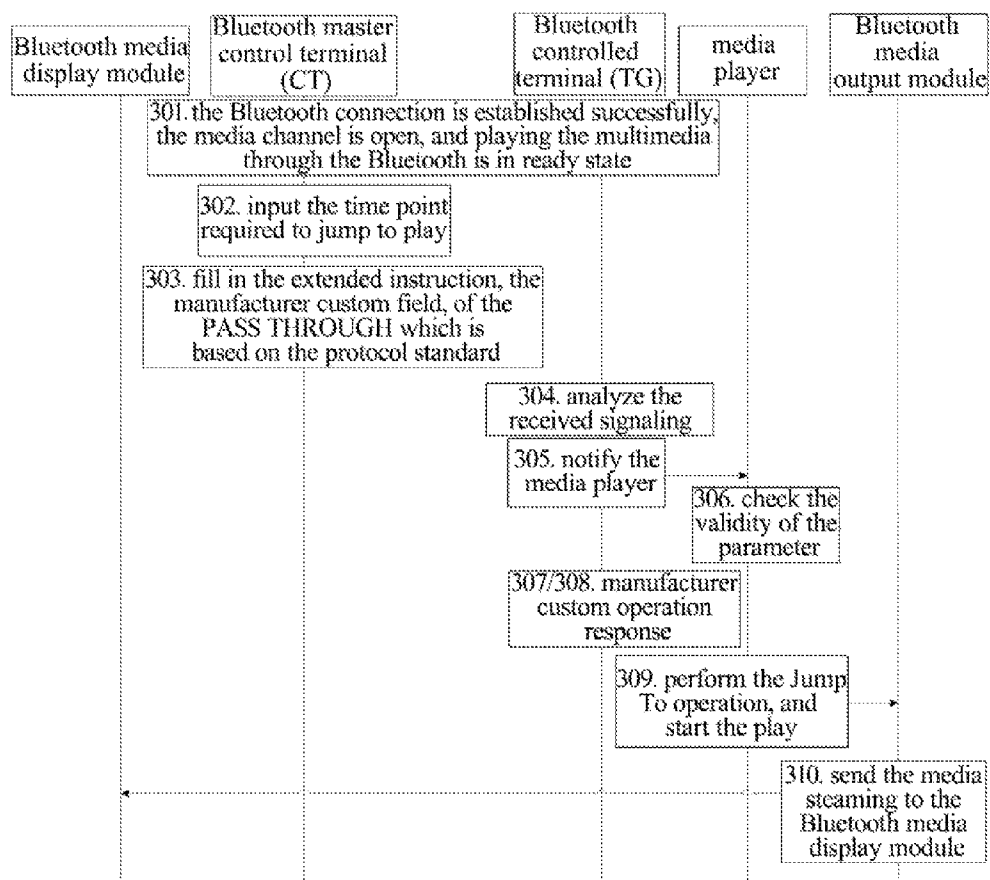 Bluetooth media
display module
Bluetooth master
control terminal
(CT)
Bluetooth
controlled
terminal (TG)
media
player
Bluetooth
media
output module
301. the Bluetooth connection is established successfully,
the media channel is open, and playing the multimedia
through the Bluetooth is in ready state
302. input the time point
required to jump to play
303. fill in the extended instruction, the
manufacturer custom field, of the
PASS THROUGH which is
based on the protocol standard
304. analyze the
received signaling
305. notify the
media player
306. check the
validity of the
parameter
307/308. manufacturer
custom operation
response
309. perform the Jump
To operation, and
start the play
310. send the media
steaming to the
Bluetooth media
display module